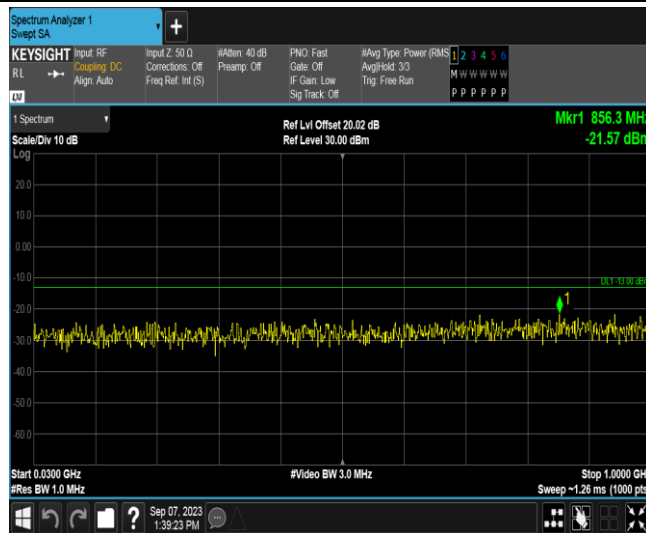 Spectrum Analyzer 1
Swept SA
+
KEYSIGHT
RL
LXI
Input: RF
Coupling: DC
Align: Auto
Input Z: 50 Ω
Corrections: Off
Freq Ref: Int (S)
#Atten: 40 dB
Preamp: Off
PNO: Fast
Gate: Off
IF Gain: Low
Sig Track: Off
#Avg Type: Power (RMS
Avg|Hold: 3/3
Trig: Free Run
1 2 3 4 5 6
M W W W W W
P P P P P P
1 Spectrum
Scale/Div 10 dB
Ref Lvl Offset 20.02 dB
Ref Level 30.00 dBm
Mkr1 856.3 MHz
-21.57 dBm
Log
20.0
10.0
0.00
-10.0
DL1 -13.00 dBm
1
-20.0
-30.0
-40.0
-50.0
-60.0
Start 0.0300 GHz
#Video BW 3.0 MHz
Stop 1.0000 GHz
#Res BW 1.0 MHz
Sweep ~1.26 ms (1000 pts)
?
Sep 07, 2023
1:39:23 PM